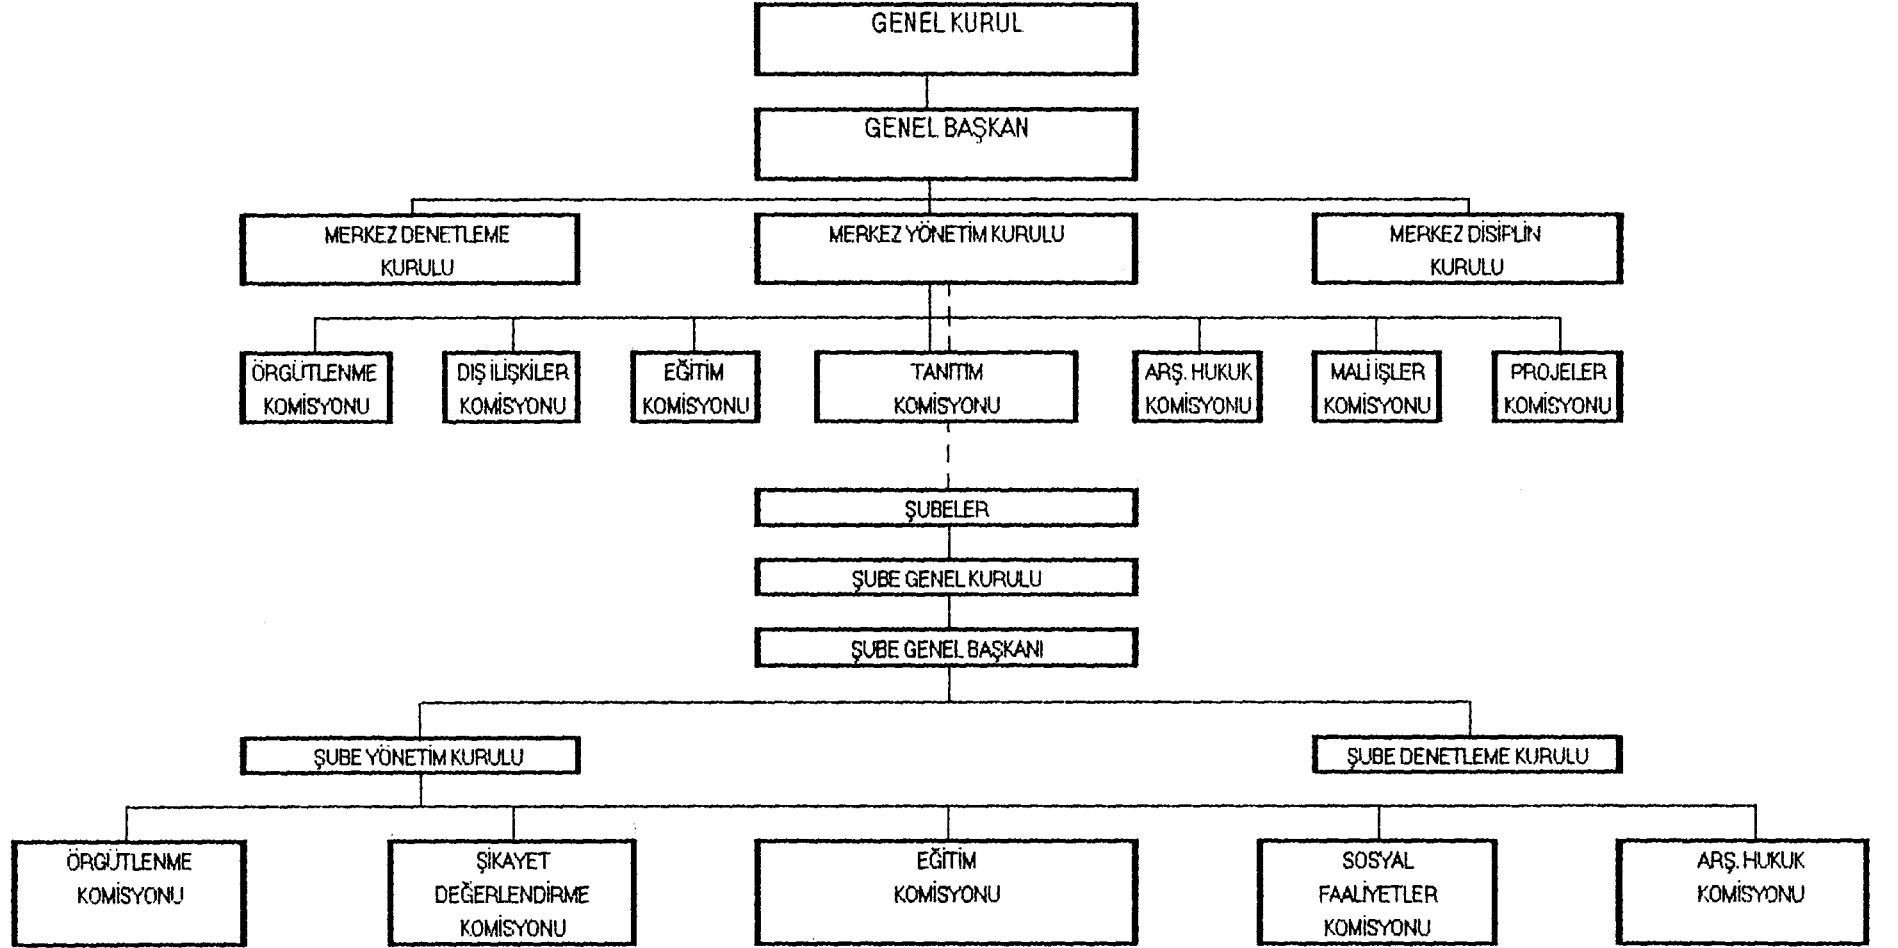 GENEL KURUL
GENEL BAŞKAN
MERKEZ DENETLEME
KURULU
MERKEZ YÖNETİM KURULU
MERKEZ DİSİPLİN
KURULU
ÖRGÜTLENME
KOMİSYONU
DIŞ İLİŞKİLER
KOMİSYONU
EĞİTİM
KOMİSYONU
TANITIM
KOMİSYONU
ARŞ. HUKUK
KOMİSYONU
MALİ İŞLER
KOMİSYONU
PROJELER
KOMİSYONU
ŞUBELER
ŞUBE GENEL KURULU
ŞUBE GENEL BAŞKANI
ŞUBE YÖNETİM KURULU
ŞUBE DENETLEME KURULU
ÖRGÜTLENME
KOMİSYONU
ŞİKAYET
DEĞERLENDİRME
KOMİSYONU
EĞİTİM
KOMİSYONU
SOSYAL
FAALİYETLER
KOMİSYONU
ARŞ. HUKUK
KOMİSYONU